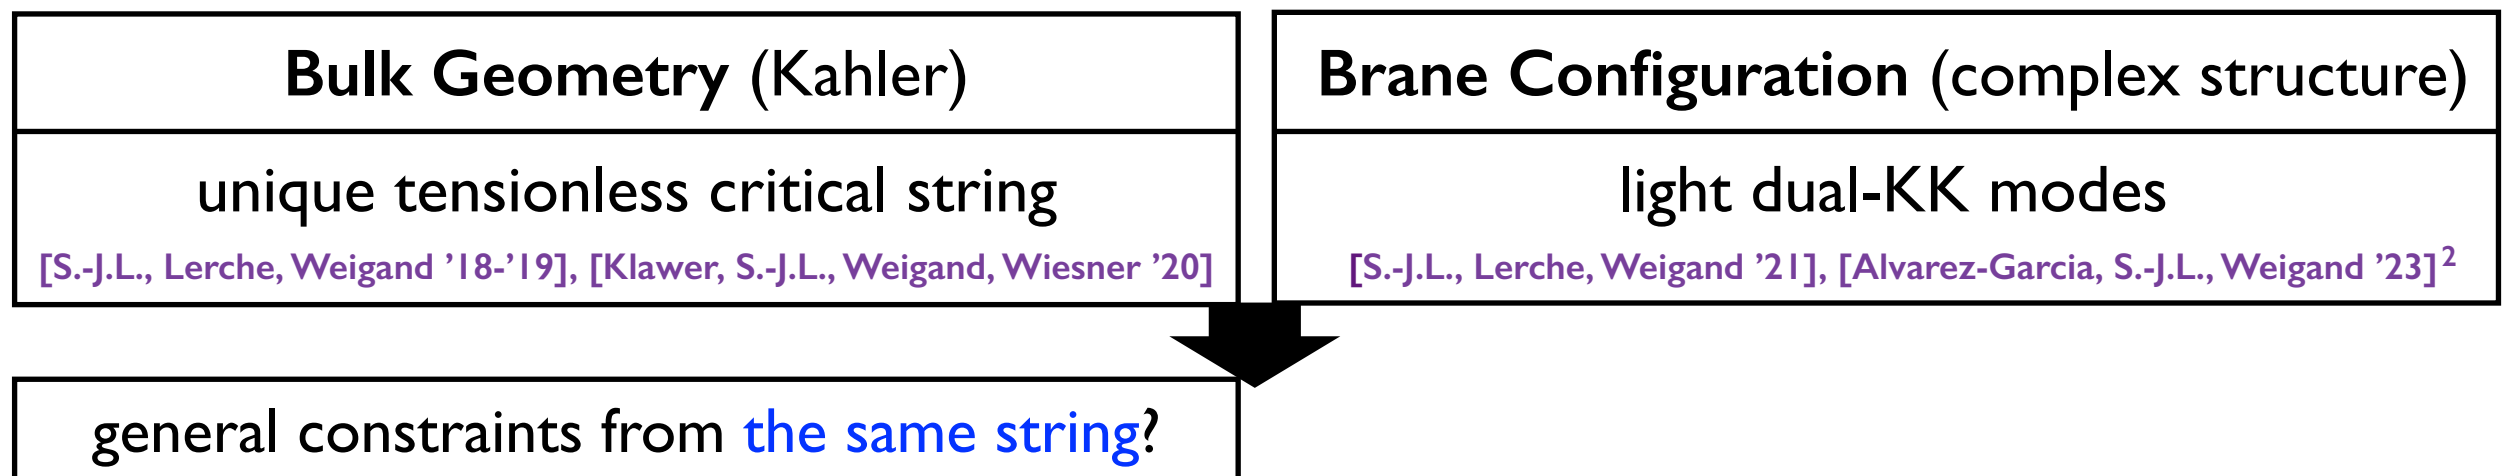 Bulk Geometry (Kahler)
Brane Configuration (complex structure)
unique tensionless critical string
[S.-J.L., Lerche, Weigand '18-'19], [Klawer, S.-J.L., Weigand, Wiesner '20]
light dual-KK modes
[S.-J.L., Lerche, Weigand '21], [Alvarez-Garcia, S.-J.L., Weigand '23]²
general constraints from the same string?